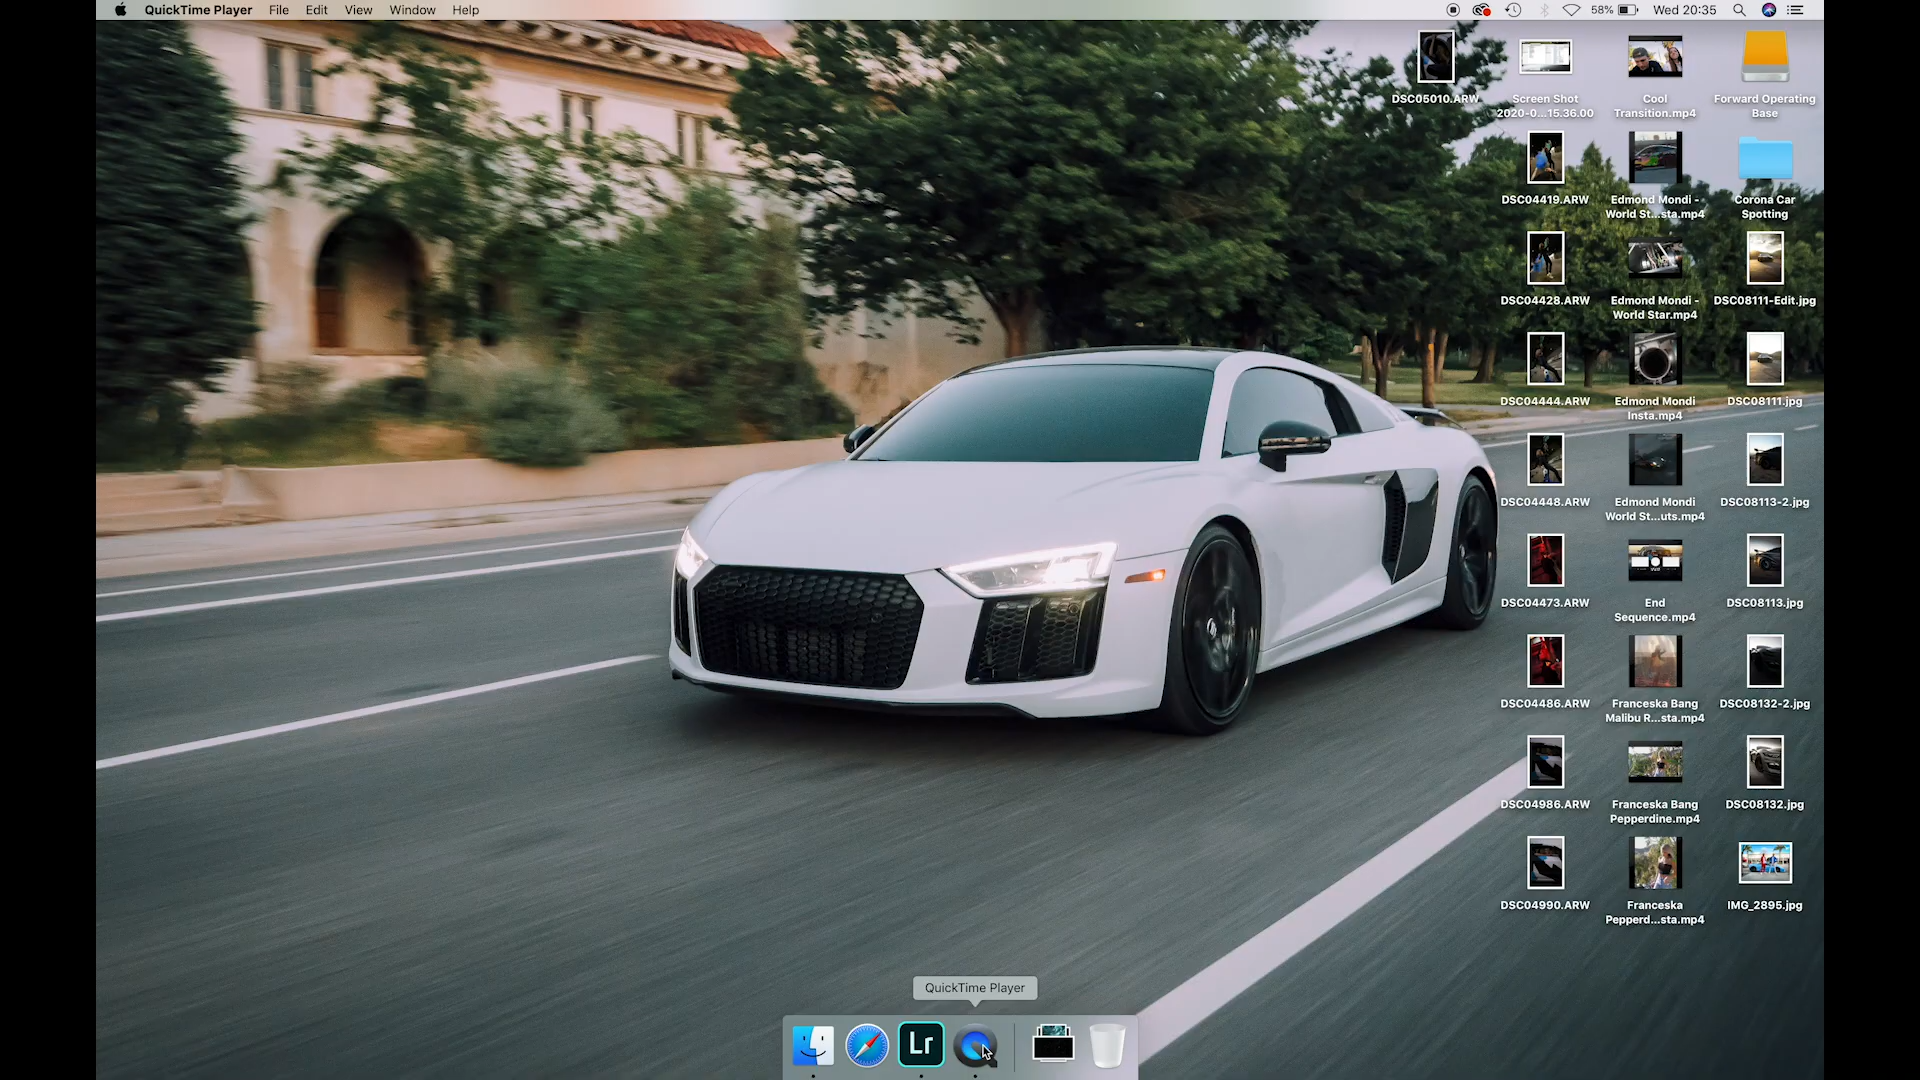 QuickTime Player File Edit View Window Help
58% Wed 20:35
DSC05010.ARW
Screen Shot
2020-0...15.36.00
Cool
Transition.mp4
Forward Operating
Base
DSC04419.ARW
Edmond Mondi -
World St...sta.mp4
Corona Car
Spotting
DSC04428.ARW
Edmond Mondi -
World Star.mp4
DSC08111-Edit.jpg
DSC04444.ARW
Edmond Mondi
Insta.mp4
DSC08111.jpg
DSC04448.ARW
Edmond Mondi
World St...uts.mp4
DSC08113-2.jpg
DSC04473.ARW
End
Sequence.mp4
DSC08113.jpg
DSC04486.ARW
Franceska Bang
Malibu R...sta.mp4
DSC08132-2.jpg
DSC04986.ARW
Franceska Bang
Pepperdine.mp4
DSC08132.jpg
DSC04990.ARW
Franceska
Pepperd...sta.mp4
IMG_2895.jpg
QuickTime Player
Lr